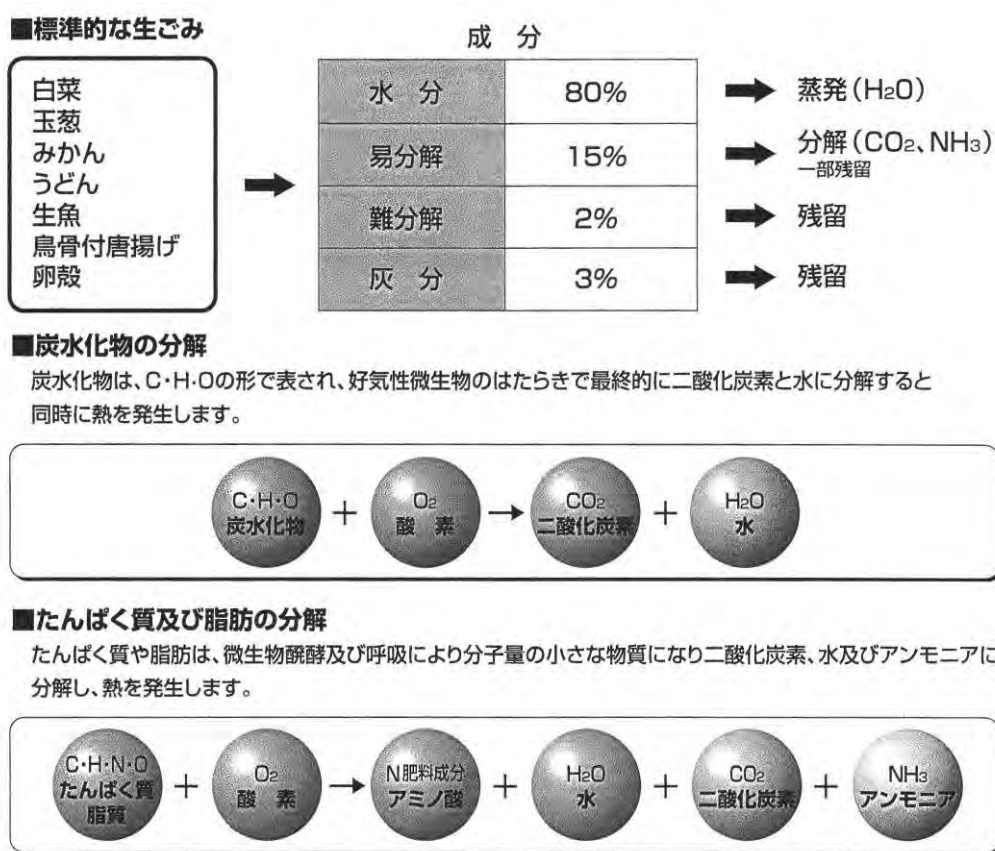 ■標準的な生ごみ
成 分
白菜
玉葱
みかん
うどん
生魚
鳥骨付唐揚げ
卵殻
水 分 80% 蒸発(H2O)
易分解 15% 分解(CO2、NH3)
一部残留
難分解 2% 残留
灰 分 3% 残留
■炭水化物の分解
炭水化物は、C・H・Oの形で表され、好気性微生物のはたらきで最終的に二酸化炭素と水に分解すると
同時に熱を発生します。
C・H・O + O2 → CO2 + H2O
炭水化物 酸 素 二酸化炭素 水
■たんぱく質及び脂肪の分解
たんぱく質や脂肪は、微生物醗酵及び呼吸により分子量の小さな物質になり二酸化炭素、水及びアンモニアに
分解し、熱を発生します。
C・H・N・O + O2 → N肥料成分 + H2O + CO2 + NH3
たんぱく質 酸 素 アミノ酸 水 二酸化炭素 アンモニア
脂質